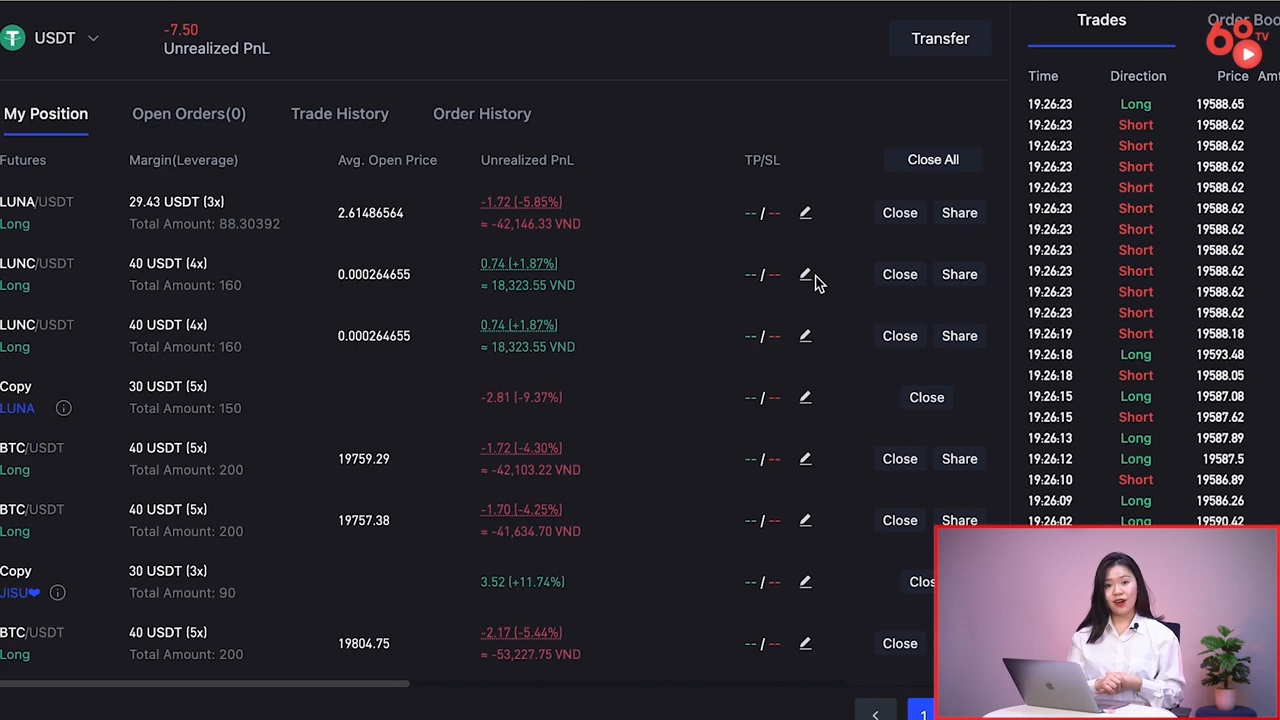 USDT
-7.50
Unrealized PnL
Transfer
My Position
Open Orders(0)
Trade History
Order History
Futures
Margin(Leverage)
Avg. Open Price
Unrealized PnL
TP/SL
Close All
LUNA/USDT
Long
29.43 USDT (3x)
Total Amount: 88.30392
2.61486564
-1.72 (-5.85%)
≈ -42,146.33 VND
-- / --
Close
Share
LUNC/USDT
Long
40 USDT (4x)
Total Amount: 160
0.000264655
0.74 (+1.87%)
≈ 18,323.55 VND
-- / --
Close
Share
LUNC/USDT
Long
40 USDT (4x)
Total Amount: 160
0.000264655
0.74 (+1.87%)
≈ 18,323.55 VND
-- / --
Close
Share
Copy
LUNA
30 USDT (5x)
Total Amount: 150
-2.81 (-9.37%)
-- / --
Close
BTC/USDT
Long
40 USDT (5x)
Total Amount: 200
19759.29
-1.72 (-4.30%)
≈ -42,103.22 VND
-- / --
Close
Share
BTC/USDT
Long
40 USDT (5x)
Total Amount: 200
19757.38
-1.70 (-4.25%)
≈ -41,634.70 VND
-- / --
Close
Share
Copy
JISU❤
30 USDT (3x)
Total Amount: 90
3.52 (+11.74%)
-- / --
Clos
BTC/USDT
Long
40 USDT (5x)
Total Amount: 200
19804.75
-2.17 (-5.44%)
≈ -53,227.75 VND
-- / --
Close
1
Trades
Order Boo
68 TV
Time Direction Price Amt
19:26:23 Long 19588.65
19:26:23 Short 19588.62
19:26:23 Short 19588.62
19:26:23 Short 19588.62
19:26:23 Short 19588.62
19:26:23 Short 19588.62
19:26:23 Short 19588.62
19:26:23 Short 19588.62
19:26:23 Short 19588.62
19:26:23 Short 19588.62
19:26:23 Short 19588.62
19:26:19 Short 19588.18
19:26:18 Long 19593.48
19:26:18 Short 19588.05
19:26:15 Long 19587.08
19:26:15 Short 19587.62
19:26:13 Long 19587.89
19:26:12 Long 19587.5
19:26:10 Short 19586.89
19:26:09 Long 19586.26
19:26:02 Long 19590.42